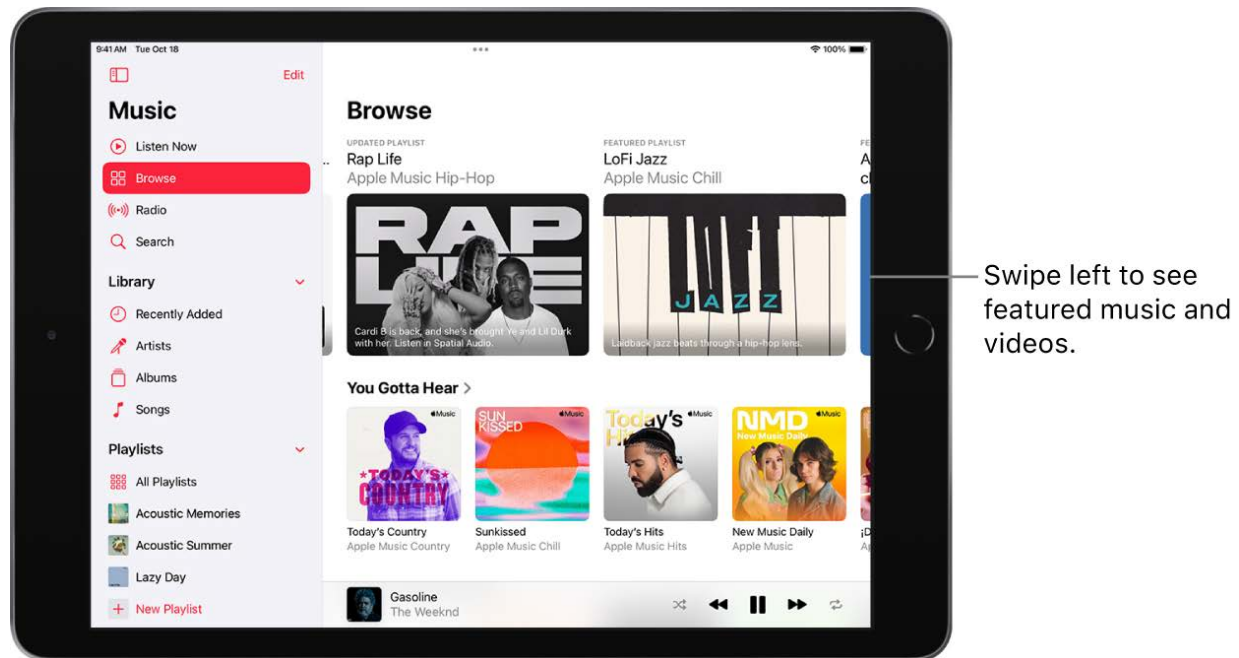 9:41 AM Tue Oct 18
100%
Edit
Music
Listen Now
Browse
Radio
Search
Library
Recently Added
Artists
Albums
Songs
Playlists
All Playlists
Acoustic Memories
Acoustic Summer
Lazy Day
New Playlist
Browse
UPDATED PLAYLIST
Rap Life
Apple Music Hip-Hop
RAP
LIFE
Cardi B is back, and she's brought Ye and Lil Durk
with her. Listen in Spatial Audio.
FEATURED PLAYLIST
LoFi Jazz
Apple Music Chill
JAZZ
Laidback jazz beats through a hip-hop lens.
FE
A
cl
You Gotta Hear
Music
TODAY'S
COUNTRY
Today's Country
Apple Music Country
SUN
KISSED
Music
Sunkissed
Apple Music Chill
Today's
Hits
Music
Today's Hits
Apple Music Hits
NMD
Music
New Music Daily
New Music Daily
Apple Music
¡D
Ap
Gasoline
The Weeknd
Swipe left to see
featured music and
videos.